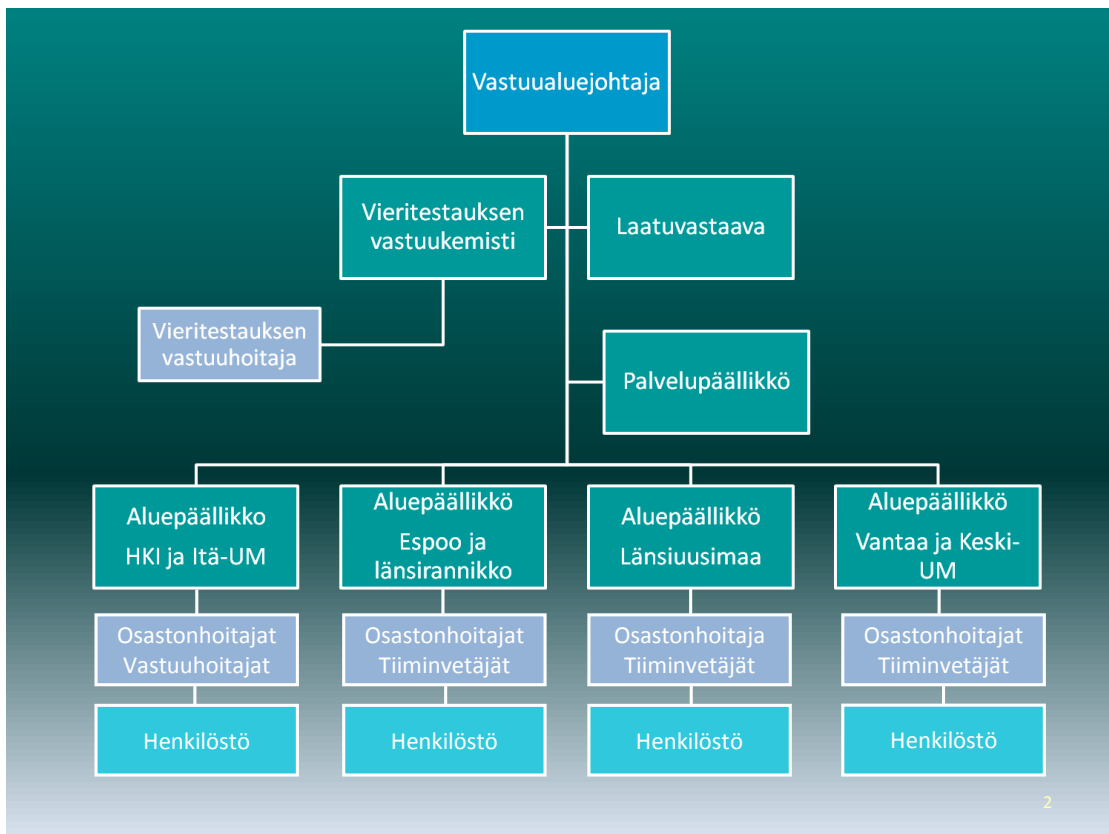 Vastuualuejohtaja
Vieritestauksen
vastuukemisti
Laatuvastaava
Vieritestauksen
vastuuhoitaja
Palvelupäällikkö
Aluepäällikko
HKI ja Itä-UM
Aluepäällikkö
Espoo ja
länsirannikko
Aluepäällikkö
Länsiuusimaa
Aluepäällikkö
Vantaa ja Keski-
UM
Osastonhoitajat
Vastuuhoitajat
Osastonhoitajat
Tiiminvetäjät
Osastonhoitaja
Tiiminvetäjät
Osastonhoitajat
Tiiminvetäjät
Henkilöstö
Henkilöstö
Henkilöstö
Henkilöstö
2